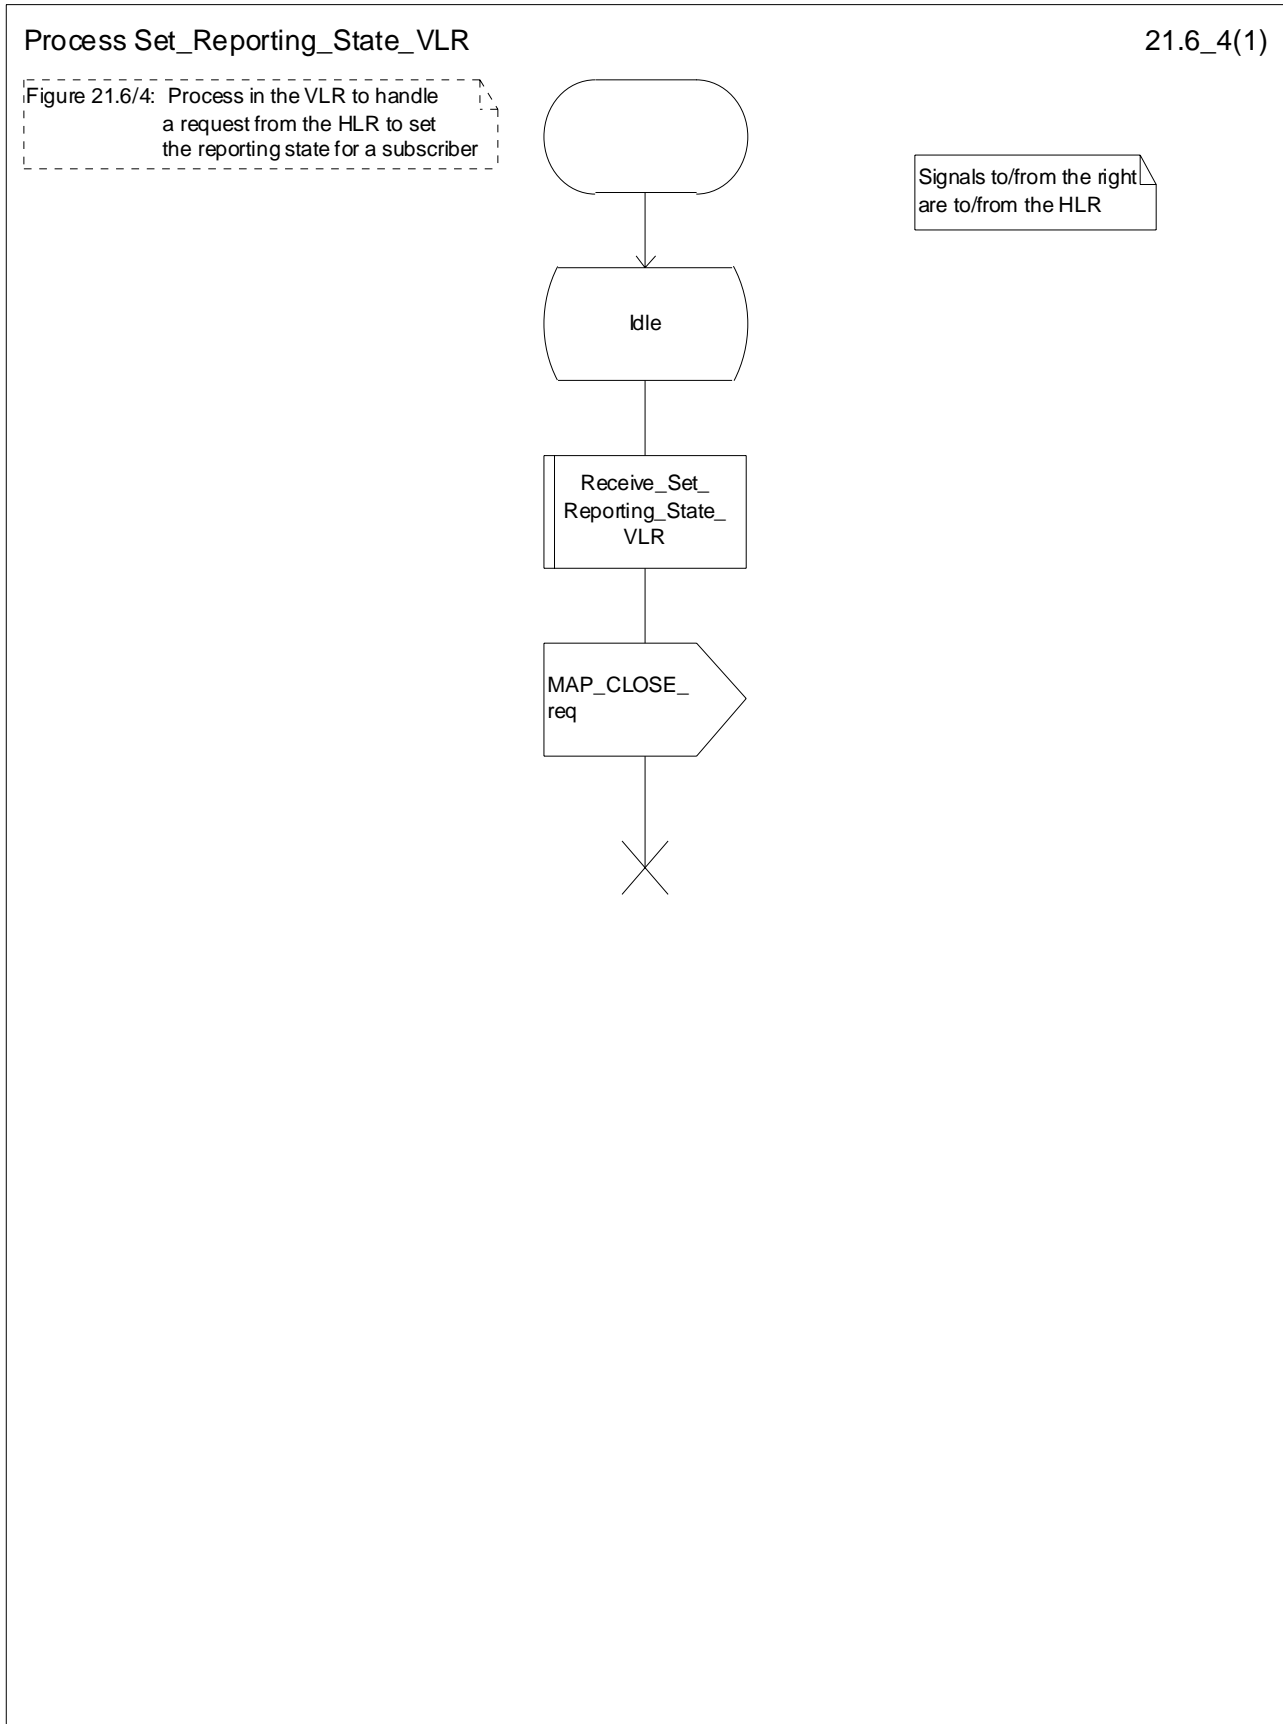 Process Set_Reporting_State_VLR
21.6_4(1)
Figure 21.6/4: Process in the VLR to handle
a request from the HLR to set
the reporting state for a subscriber
Signals to/from the right
are to/from the HLR
Idle
Receive_Set_
Reporting_State_
VLR
MAP_CLOSE_
req